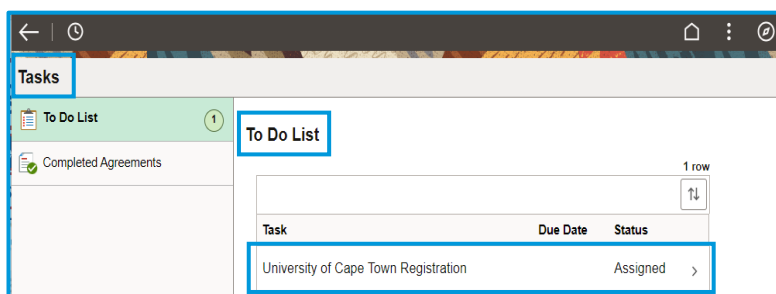 Tasks
To Do List 1
Completed Agreements
To Do List
1 row
Task Due Date Status
University of Cape Town Registration Assigned